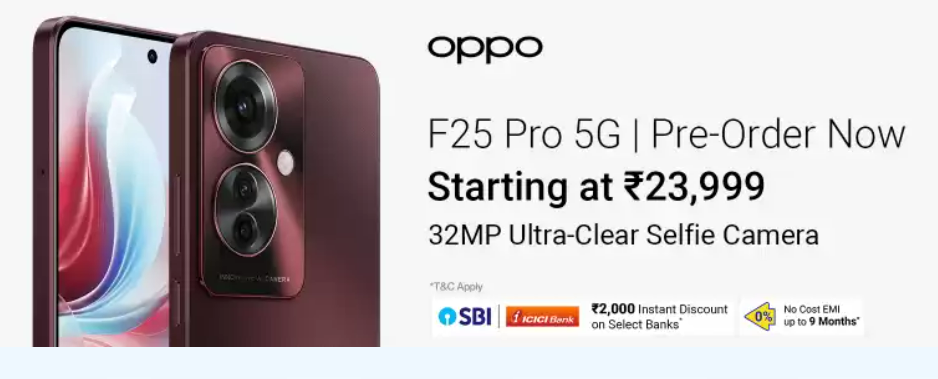 oppo
F25 Pro 5G | Pre-Order Now
Starting at ₹23,999
32MP Ultra-Clear Selfie Camera
*T&C Apply
SBI | ICICI Bank
₹2,000 Instant Discount
on Select Banks*
0%
No Cost EMI
up to 9 Months*